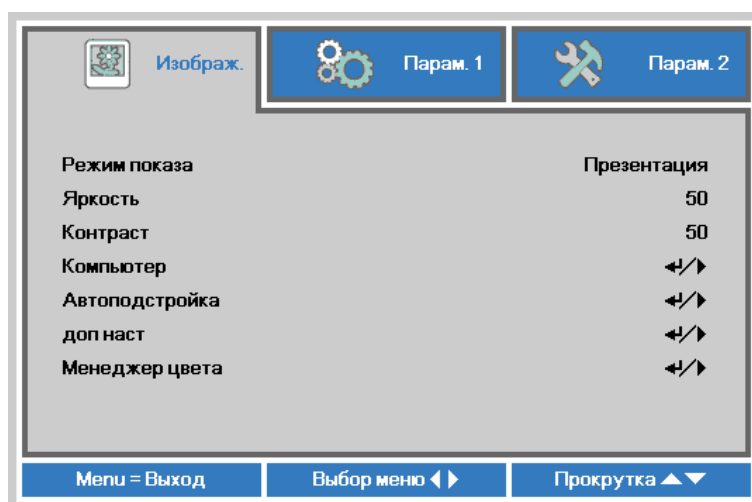 Изображ. Парам. 1 Парам. 2
Режим показа Презентация
Яркость 50
Контраст 50
Компьютер ↲/▶
Автоподстройка ↲/▶
доп наст ↲/▶
Менеджер цвета ↲/▶
Menu = Выход Выбор меню ◀ ▶ Прокрутка ▲▼